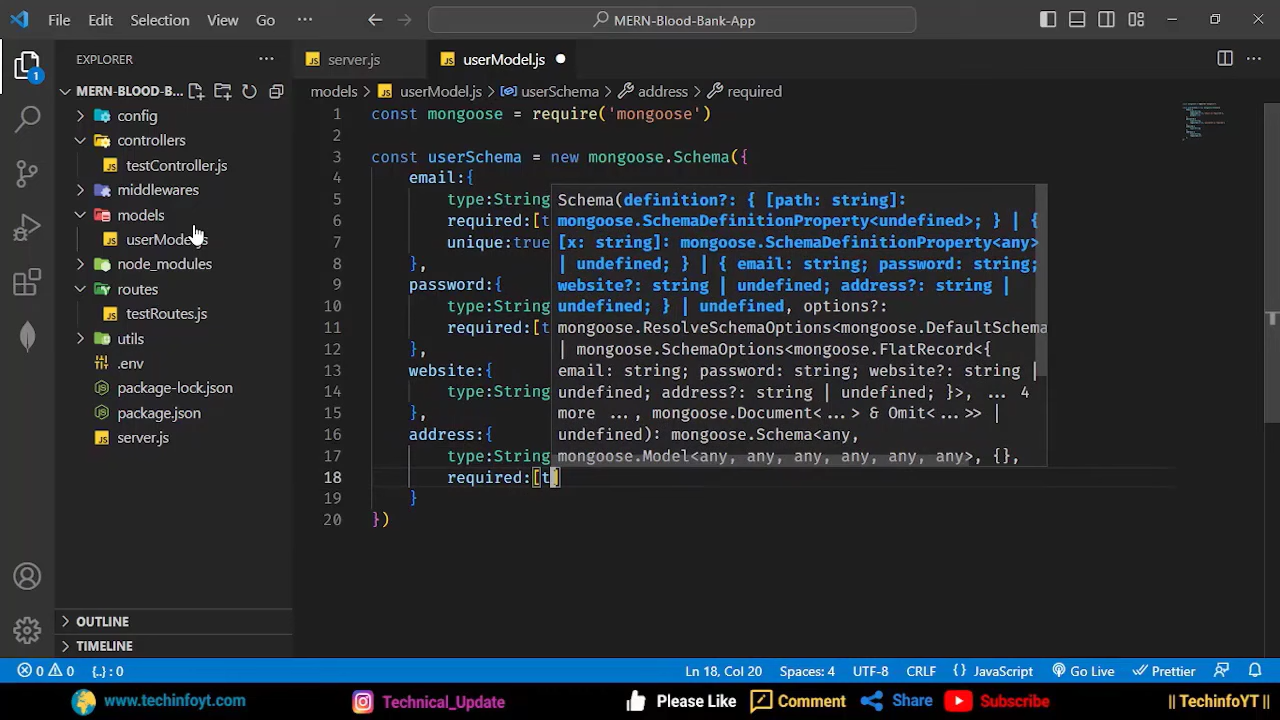 File Edit Selection View Go ··· MERN-Blood-Bank-App
EXPLORER ··· server.js userModel.js
MERN-BLOOD-B... models > userModel.js > userSchema > address > required
config
controllers
testController.js
middlewares
models
userMode s
node_modules
routes
testRoutes.js
utils
.env
package-lock.json
package.json
server.js
OUTLINE
TIMELINE
1
1 const mongoose = require('mongoose')
2
3 const userSchema = new mongoose.Schema({
4 email:{
5 type:String
6 required:[t
7 unique:true
8 },
9 password:{
10 type:String
11 required:[t
12 },
13 website:{
14 type:String
15 },
16 address:{
17 type:String
18 required:[t]
19 }
20 })
Schema(definition?: { [path: string]:
mongoose.SchemaDefinitionProperty<undefined>; } | {
[x: string]: mongoose.SchemaDefinitionProperty<any>
| undefined; } | { email: string; password: string;
website?: string | undefined; address?: string |
undefined; } | undefined, options?:
mongoose.ResolveSchemaOptions<mongoose.DefaultSchema
| mongoose.SchemaOptions<mongoose.FlatRecord<{
email: string; password: string; website?: string |
undefined; address?: string | undefined; }>, ... 4
more ..., mongoose.Document<...> & Omit<...>> |
undefined): mongoose.Schema<any,
mongoose.Model<any, any, any, any, any, any>, {},
0 0 {..} : 0 Ln 18, Col 20 Spaces: 4 UTF-8 CRLF {} JavaScript Go Live Prettier
www.techinfoyt.com Technical_Update Please Like Comment Share Subscribe || TechinfoYT ||